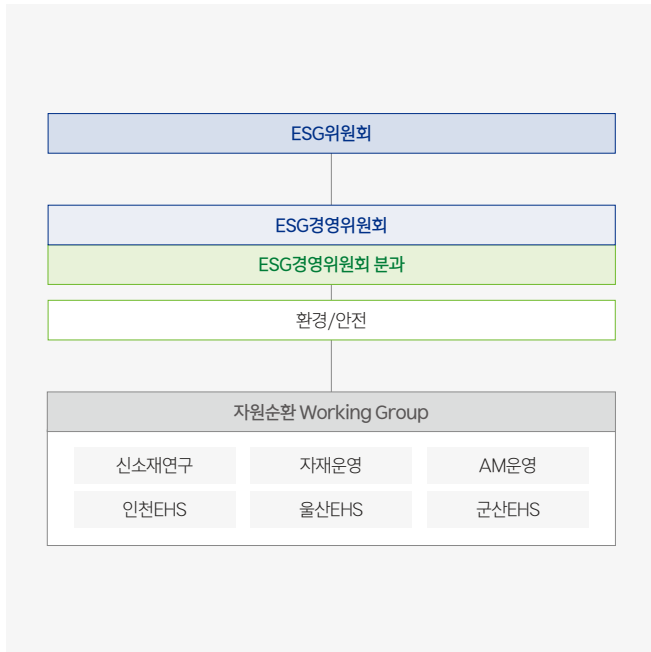 ESG위원회
ESG경영위원회
ESG경영위원회 분과
환경/안전
자원순환 Working Group
신소재연구 자재운영 AM운영
인천EHS 울산EHS 군산EHS